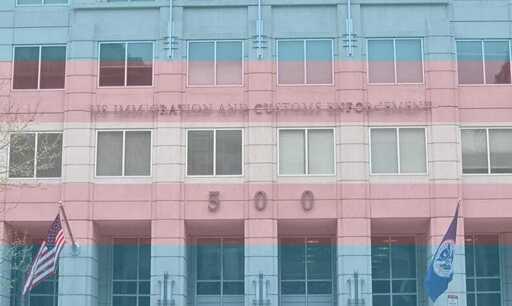 US IMMIGRATION AND CUSTOMS ENFORCEMENT
500